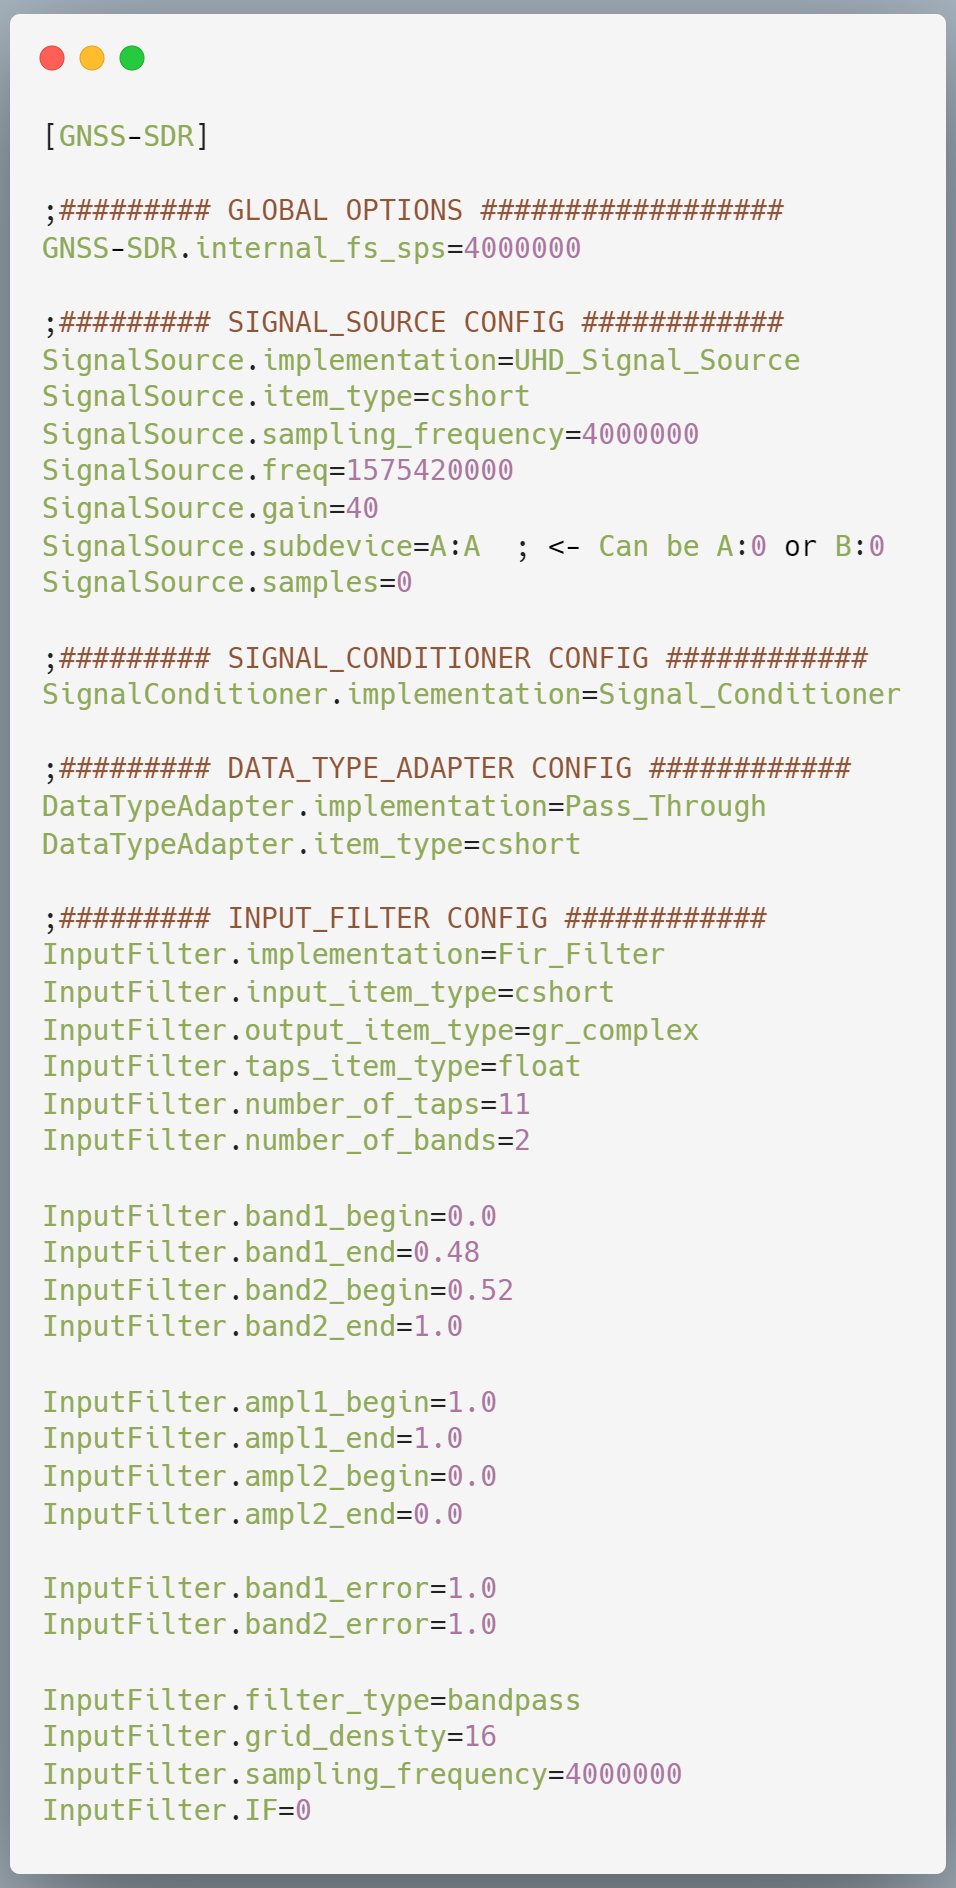 [GNSS-SDR]
;######### GLOBAL OPTIONS ##################
GNSS-SDR.internal_fs_sps=4000000
;######### SIGNAL_SOURCE CONFIG ############
SignalSource.implementation=UHD_Signal_Source
SignalSource.item_type=cshort
SignalSource.sampling_frequency=4000000
SignalSource.freq=1575420000
SignalSource.gain=40
SignalSource.subdevice=A:A  ; <- Can be A:0 or B:0
SignalSource.samples=0
;######### SIGNAL_CONDITIONER CONFIG ############
SignalConditioner.implementation=Signal_Conditioner
;######### DATA_TYPE_ADAPTER CONFIG ############
DataTypeAdapter.implementation=Pass_Through
DataTypeAdapter.item_type=cshort
;######### INPUT_FILTER CONFIG ############
InputFilter.implementation=Fir_Filter
InputFilter.input_item_type=cshort
InputFilter.output_item_type=gr_complex
InputFilter.taps_item_type=float
InputFilter.number_of_taps=11
InputFilter.number_of_bands=2
InputFilter.band1_begin=0.0
InputFilter.band1_end=0.48
InputFilter.band2_begin=0.52
InputFilter.band2_end=1.0
InputFilter.ampl1_begin=1.0
InputFilter.ampl1_end=1.0
InputFilter.ampl2_begin=0.0
InputFilter.ampl2_end=0.0
InputFilter.band1_error=1.0
InputFilter.band2_error=1.0
InputFilter.filter_type=bandpass
InputFilter.grid_density=16
InputFilter.sampling_frequency=4000000
InputFilter.IF=0